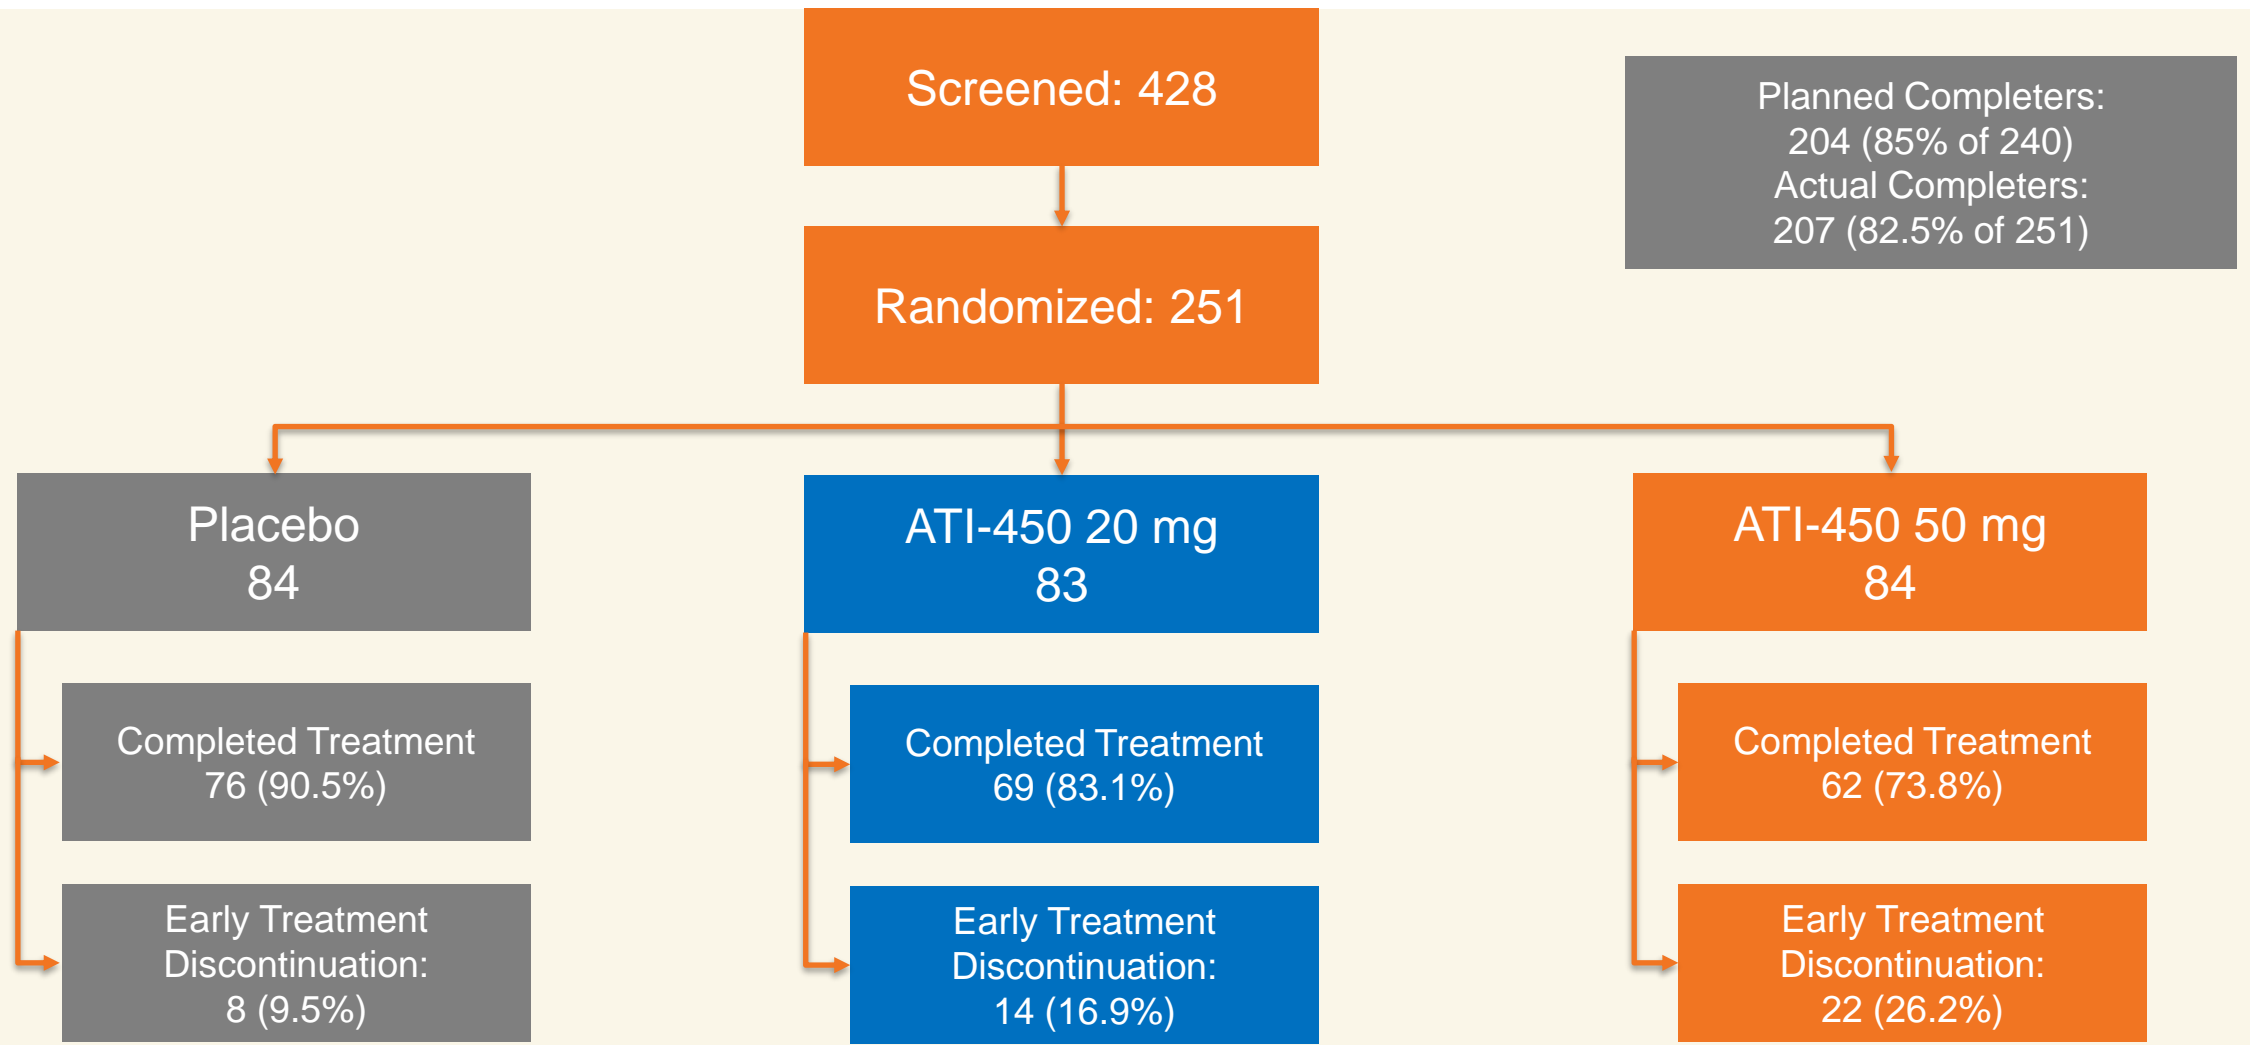 Screened: 428
Planned Completers:
204 (85% of 240)
Actual Completers:
207 (82.5% of 251)
Randomized: 251
Placebo
84
ATI-450 20 mg
83
ATI-450 50 mg
84
Completed Treatment
76 (90.5%)
Completed Treatment
69 (83.1%)
Completed Treatment
62 (73.8%)
Early Treatment
Discontinuation:
8 (9.5%)
Early Treatment
Discontinuation:
14 (16.9%)
Early Treatment
Discontinuation:
22 (26.2%)